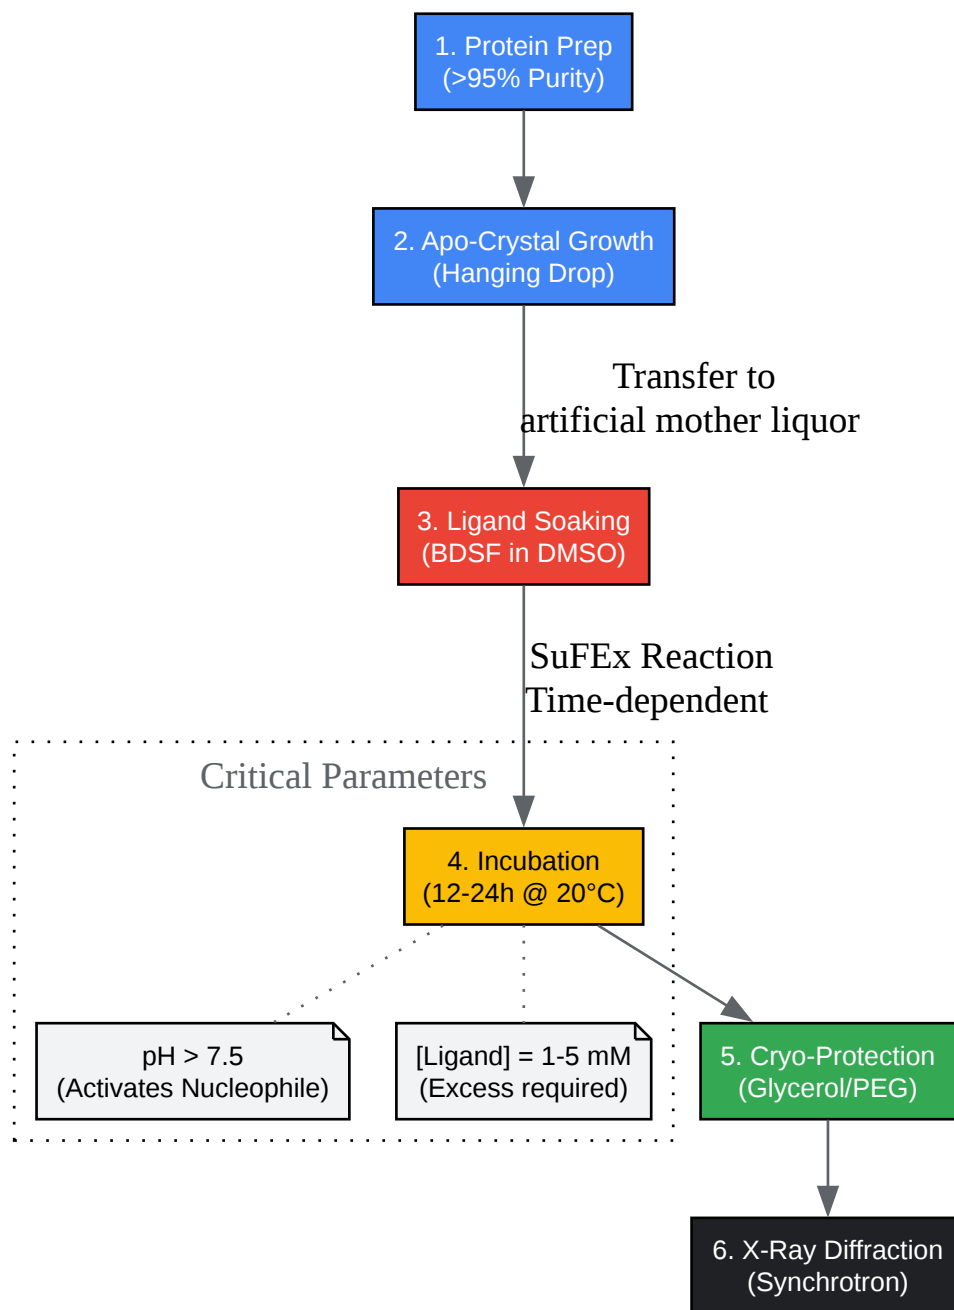 1. Protein Prep
(>95% Purity)
2. Apo-Crystal Growth
(Hanging Drop)
Transfer to
artificial mother liquor
3. Ligand Soaking
(BDSF in DMSO)
SuFEx Reaction
Time-dependent
Critical Parameters
4. Incubation
(12-24h @ 20°C)
pH > 7.5
(Activates Nucleophile)
[Ligand] = 1-5 mM
(Excess required)
5. Cryo-Protection
(Glycerol/PEG)
6. X-Ray Diffraction
(Synchrotron)